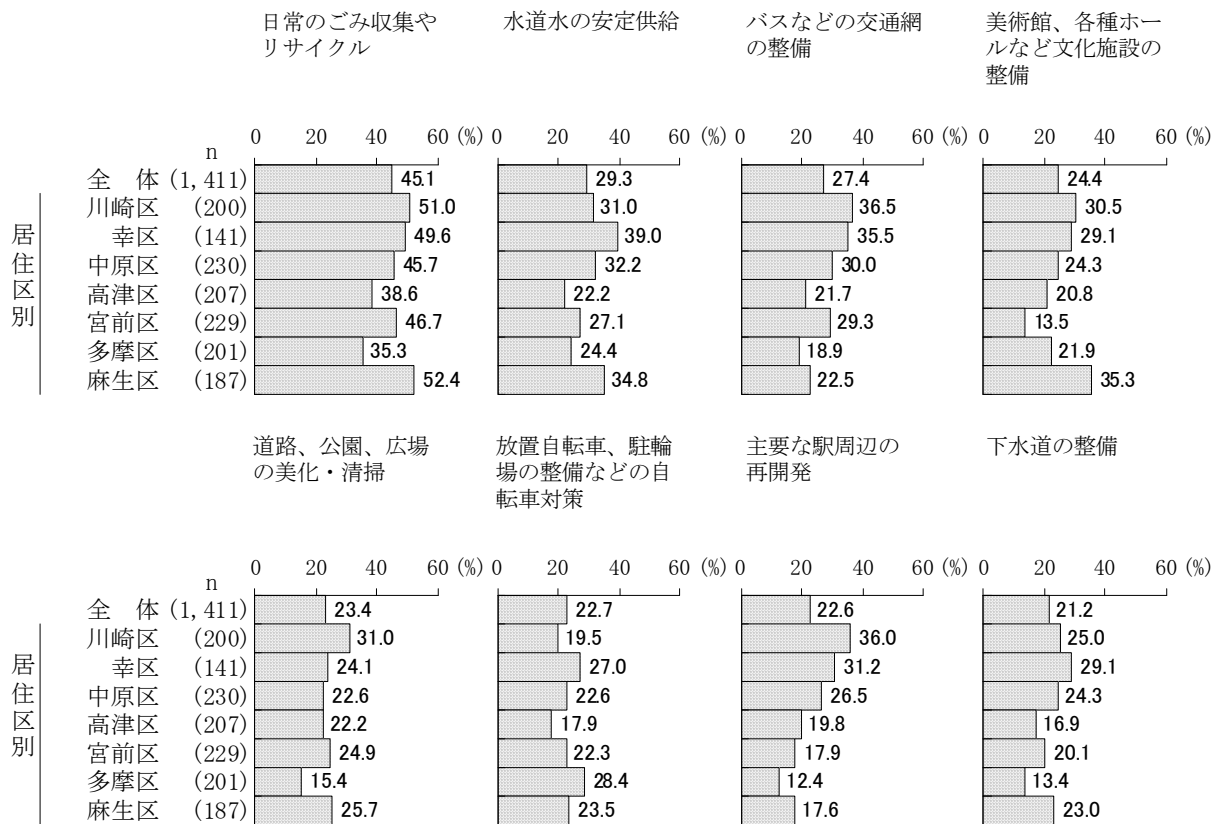 日常のごみ収集や
リサイクル
水道水の安定供給
バスなどの交通網
の整備
美術館、各種ホー
ルなど文化施設の
整備
0 20 40 60 (%) 0 20 40 60 (%) 0 20 40 60 (%) 0 20 40 60 (%)
n
居住区別
全 体 (1,411) 45.1 29.3 27.4 24.4
川崎区 (200) 51.0 31.0 36.5 30.5
幸区 (141) 49.6 39.0 35.5 29.1
中原区 (230) 45.7 32.2 30.0 24.3
高津区 (207) 38.6 22.2 21.7 20.8
宮前区 (229) 46.7 27.1 29.3 13.5
多摩区 (201) 35.3 24.4 18.9 21.9
麻生区 (187) 52.4 34.8 22.5 35.3
道路、公園、広場
の美化・清掃
放置自転車、駐輪
場の整備などの自
転車対策
主要な駅周辺の
再開発
下水道の整備
0 20 40 60 (%) 0 20 40 60 (%) 0 20 40 60 (%) 0 20 40 60 (%)
n
居住区別
全 体 (1,411) 23.4 22.7 22.6 21.2
川崎区 (200) 31.0 19.5 36.0 25.0
幸区 (141) 24.1 27.0 31.2 29.1
中原区 (230) 22.6 22.6 26.5 24.3
高津区 (207) 22.2 17.9 19.8 16.9
宮前区 (229) 24.9 22.3 17.9 20.1
多摩区 (201) 15.4 28.4 12.4 13.4
麻生区 (187) 25.7 23.5 17.6 23.0